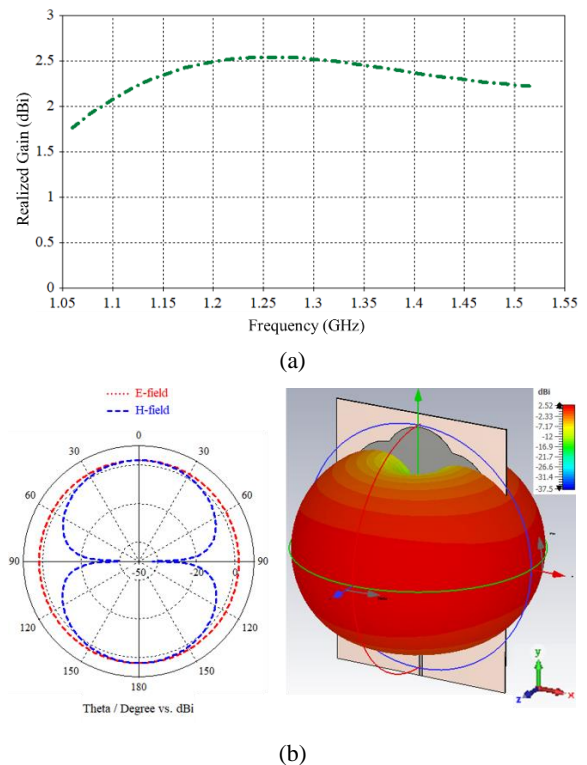 3
2.5
2
1.5
1
0.5
0
Realized Gain (dBi)
1.05 1.1 1.15 1.2 1.25 1.3 1.35 1.4 1.45 1.5 1.55
Frequency (GHz)
(a)
E-field
H-field
0
30 30
60 60
90 -50 -20 0 90
120 120
150 150
180
Theta / Degree vs. dBi
dBi
2.52
-2.33
-7.17
-12
-16.9
-21.7
-26.6
-31.4
-37.5
y
z x
(b)